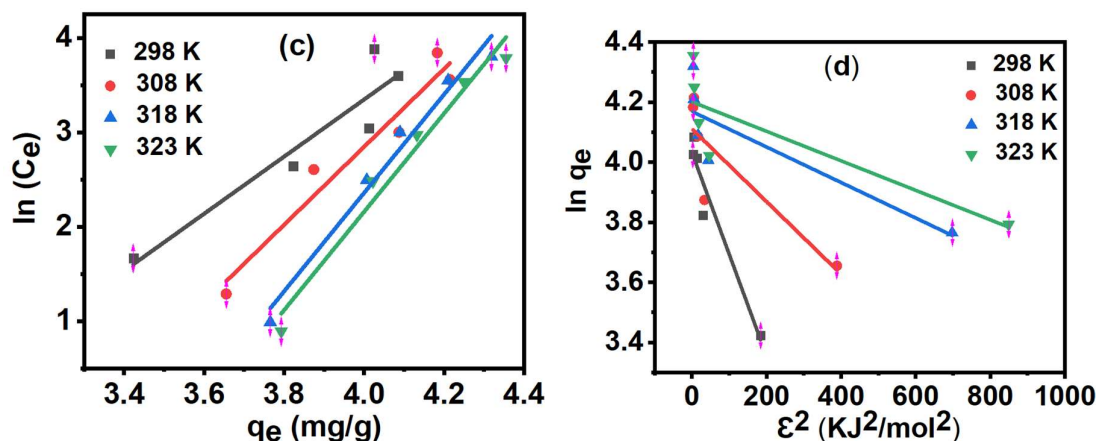 (c)
298 K
308 K
318 K
323 K
4
3
2
1
ln (Cₑ)
3.4
3.6
3.8
4.0
4.2
4.4
qₑ (mg/g)
(d)
298 K
308 K
318 K
323 K
4.4
4.2
4.0
3.8
3.6
3.4
ln qₑ
0
200
400
600
800
1000
ε² (KJ²/mol²)